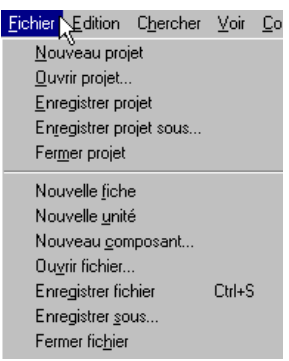 Fichier Edition Chercher Voir Co
Nouveau projet
Ouvrir projet...
Enregistrer projet
Enregistrer projet sous...
Fermer projet
Nouvelle fiche
Nouvelle unité
Nouveau composant...
Ouvrir fichier...
Enregistrer fichier Ctrl+S
Enregistrer sous...
Fermer fichier